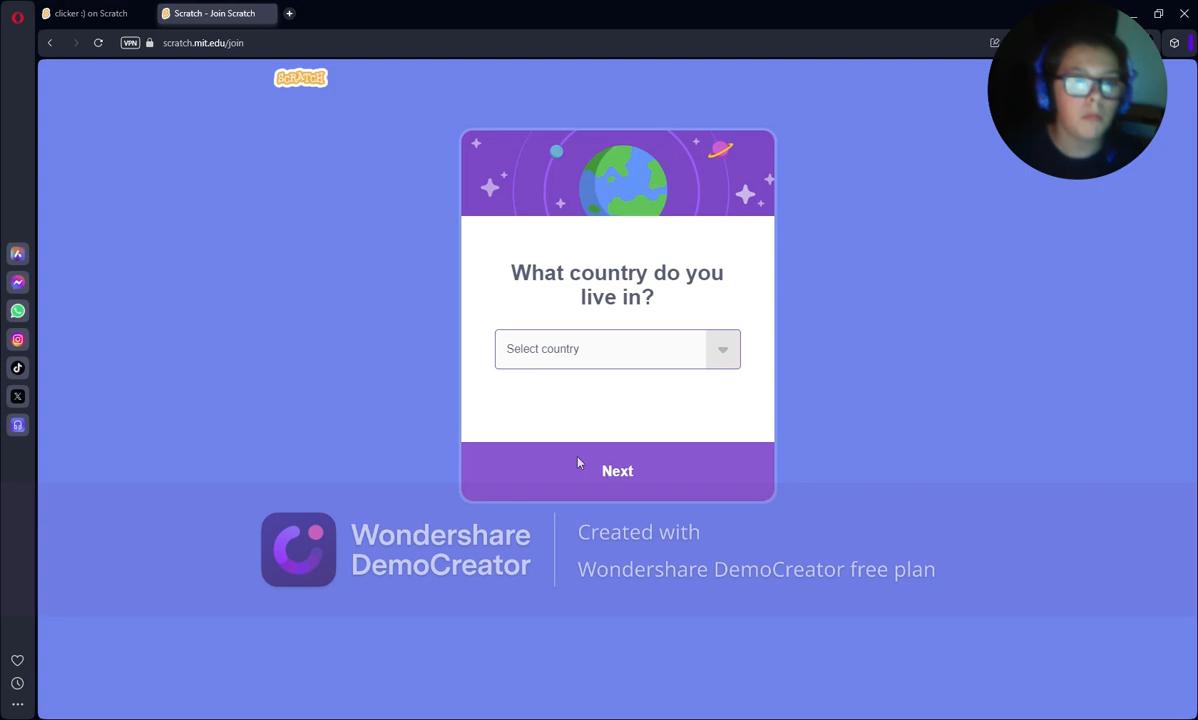 clicker :) on Scratch
Scratch - Join Scratch
VPN
scratch.mit.edu/join
SCRATCH
What country do you
live in?
Select country
Next
Wondershare
DemoCreator
Created with
Wondershare DemoCreator free plan